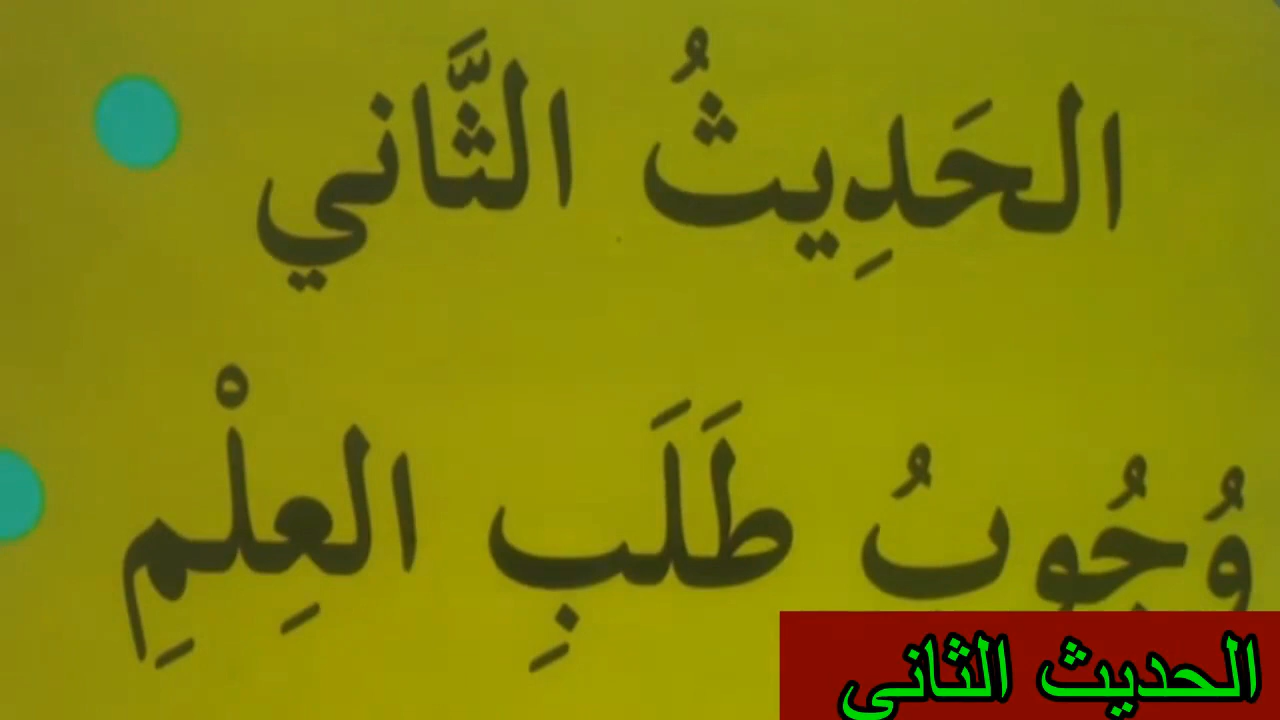 الحَدِيثُ الثَّاني
وُجُوبُ طَلَبِ العِلْمِ
الحديث الثانى